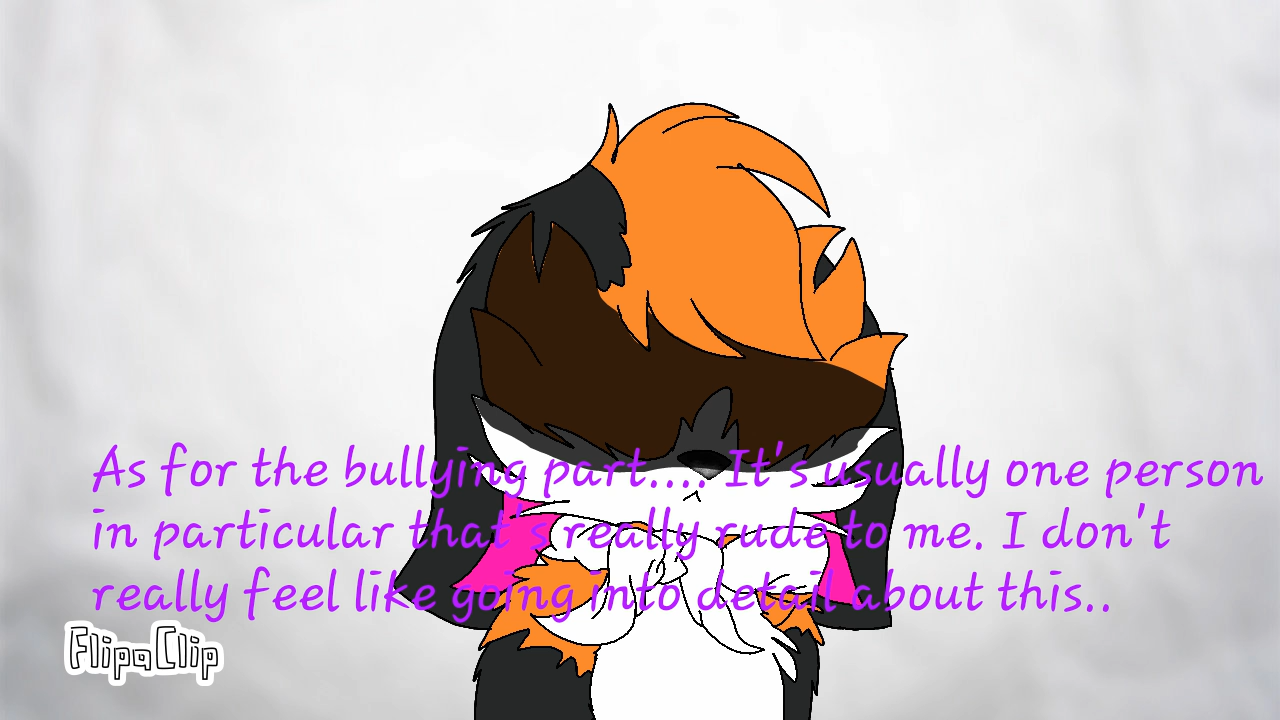 As for the bullying part.... It's usually one person
in particular that's really rude to me. I don't
really feel like going into detail about this..
FlipaClip